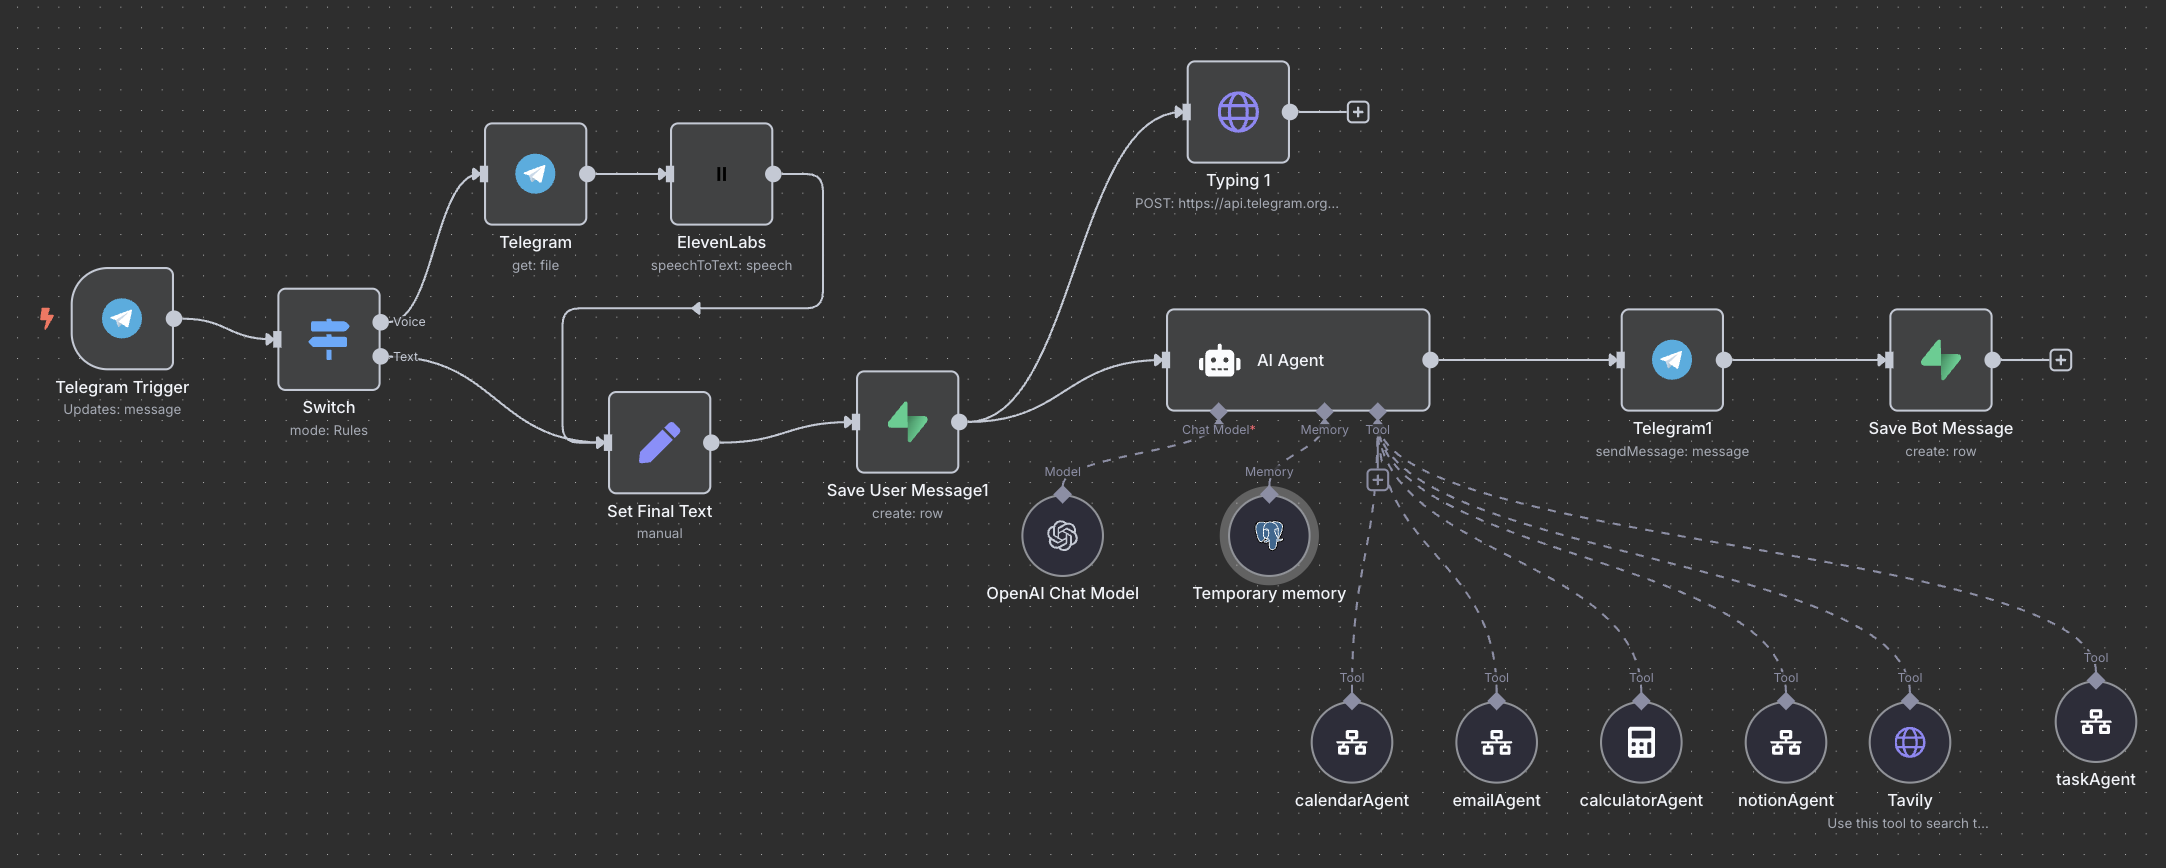 Typing 1
POST: https://api.telegram.org...
Telegram
get: file
ElevenLabs
speechToText: speech
Telegram Trigger
Updates: message
Switch
mode: Rules
Voice
Text
Set Final Text
manual
Save User Message1
create: row
AI Agent
Chat Model*
Memory
Tool
Telegram1
sendMessage: message
Save Bot Message
create: row
Model
OpenAI Chat Model
Memory
Temporary memory
Tool
calendarAgent
Tool
emailAgent
Tool
calculatorAgent
Tool
notionAgent
Tool
Tavily
Use this tool to search t...
Tool
taskAgent